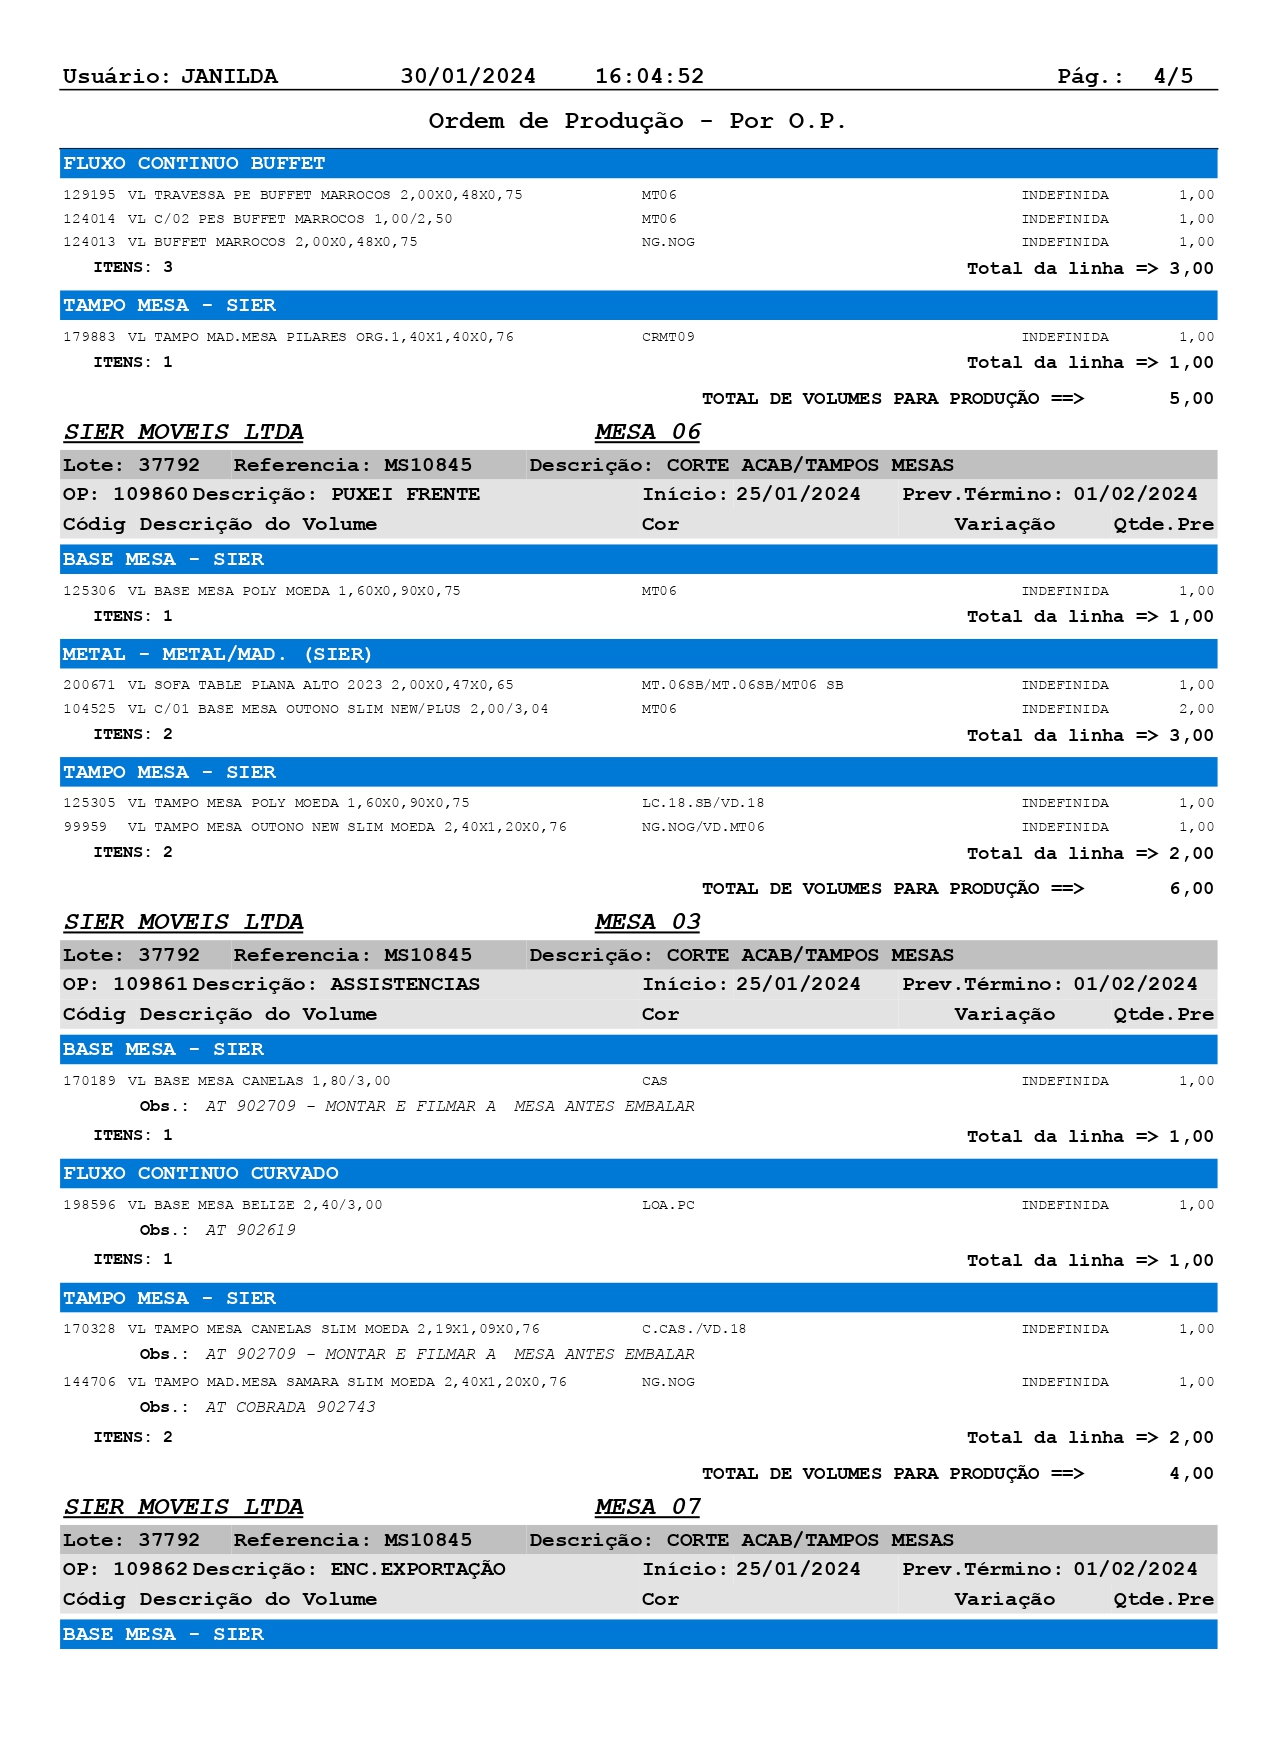 Usuário: JANILDA 30/01/2024 16:04:52 Pág.: 4/5
Ordem de Produção - Por O.P.
FLUXO CONTINUO BUFFET
129195 VL TRAVESSA PE BUFFET MARROCOS 2,00X0,48X0,75 MT06 INDEFINIDA 1,00
124014 VL C/02 PES BUFFET MARROCOS 1,00/2,50 MT06 INDEFINIDA 1,00
124013 VL BUFFET MARROCOS 2,00X0,48X0,75 NG.NOG INDEFINIDA 1,00
ITENS: 3 Total da linha => 3,00
TAMPO MESA - SIER
179883 VL TAMPO MAD.MESA PILARES ORG.1,40X1,40X0,76 CRMT09 INDEFINIDA 1,00
ITENS: 1 Total da linha => 1,00
TOTAL DE VOLUMES PARA PRODUÇÃO ==> 5,00
SIER MOVEIS LTDA MESA 06
Lote: 37792 Referencia: MS10845 Descrição: CORTE ACAB/TAMPOS MESAS
OP: 109860 Descrição: PUXEI FRENTE Início: 25/01/2024 Prev.Término: 01/02/2024
Códig Descrição do Volume Cor Variação Qtde.Pre
BASE MESA - SIER
125306 VL BASE MESA POLY MOEDA 1,60X0,90X0,75 MT06 INDEFINIDA 1,00
ITENS: 1 Total da linha => 1,00
METAL - METAL/MAD. (SIER)
200671 VL SOFA TABLE PLANA ALTO 2023 2,00X0,47X0,65 MT.06SB/MT.06SB/MT06 SB INDEFINIDA 1,00
104525 VL C/01 BASE MESA OUTONO SLIM NEW/PLUS 2,00/3,04 MT06 INDEFINIDA 2,00
ITENS: 2 Total da linha => 3,00
TAMPO MESA - SIER
125305 VL TAMPO MESA POLY MOEDA 1,60X0,90X0,75 LC.18.SB/VD.18 INDEFINIDA 1,00
99959 VL TAMPO MESA OUTONO NEW SLIM MOEDA 2,40X1,20X0,76 NG.NOG/VD.MT06 INDEFINIDA 1,00
ITENS: 2 Total da linha => 2,00
TOTAL DE VOLUMES PARA PRODUÇÃO ==> 6,00
SIER MOVEIS LTDA MESA 03
Lote: 37792 Referencia: MS10845 Descrição: CORTE ACAB/TAMPOS MESAS
OP: 109861 Descrição: ASSISTENCIAS Início: 25/01/2024 Prev.Término: 01/02/2024
Códig Descrição do Volume Cor Variação Qtde.Pre
BASE MESA - SIER
170189 VL BASE MESA CANELAS 1,80/3,00 CAS INDEFINIDA 1,00
Obs.: AT 902709 - MONTAR E FILMAR A MESA ANTES EMBALAR
ITENS: 1 Total da linha => 1,00
FLUXO CONTINUO CURVADO
198596 VL BASE MESA BELIZE 2,40/3,00 LOA.PC INDEFINIDA 1,00
Obs.: AT 902619
ITENS: 1 Total da linha => 1,00
TAMPO MESA - SIER
170328 VL TAMPO MESA CANELAS SLIM MOEDA 2,19X1,09X0,76 C.CAS./VD.18 INDEFINIDA 1,00
Obs.: AT 902709 - MONTAR E FILMAR A MESA ANTES EMBALAR
144706 VL TAMPO MAD.MESA SAMARA SLIM MOEDA 2,40X1,20X0,76 NG.NOG INDEFINIDA 1,00
Obs.: AT COBRADA 902743
ITENS: 2 Total da linha => 2,00
TOTAL DE VOLUMES PARA PRODUÇÃO ==> 4,00
SIER MOVEIS LTDA MESA 07
Lote: 37792 Referencia: MS10845 Descrição: CORTE ACAB/TAMPOS MESAS
OP: 109862 Descrição: ENC.EXPORTAÇÃO Início: 25/01/2024 Prev.Término: 01/02/2024
Códig Descrição do Volume Cor Variação Qtde.Pre
BASE MESA - SIER